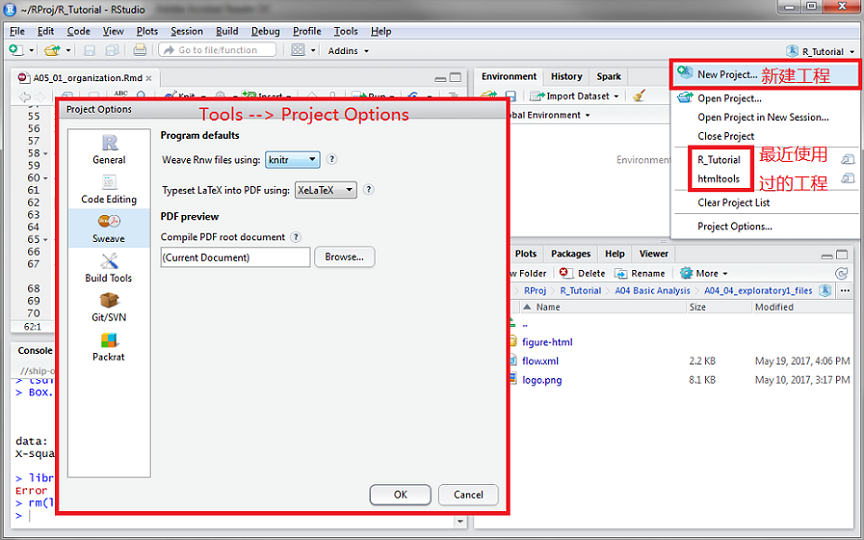 ~/RProj/R_Tutorial - RStudio
File Edit Code View Plots Session Build Debug Profile Tools Help
Go to file/function
Addins
R_Tutorial
A05_01_organization.Rmd
ABC
Knit
Insert
Run
55
56
57
58
59
60
61
62
63
64
65
66
67
68
69
70
62:1
Project Options
Tools --> Project Options
General
Code Editing
Sweave
Build Tools
Git/SVN
Packrat
Program defaults
Weave Rnw files using: knitr ?
Typeset LaTeX into PDF using: XeLaTeX ?
PDF preview
Compile PDF root document ?
(Current Document) Browse...
OK Cancel
Console
//ship-o
> Box.
data:
X-squa
> libr
Error
> rm(l
>
Environment History Spark
Import Dataset
Global Environment
Environmen
New Project... 新建工程
Open Project...
Open Project in New Session...
Close Project
R_Tutorial 最近使用
htmltools 过的工程
Clear Project List
Project Options...
Plots Packages Help Viewer
w Folder Delete Rename More
RProj R_Tutorial A04 Basic Analysis A04_04_exploratory1_files
Name Size Modified
..
figure-html
flow.xml 2.2 KB May 19, 2017, 4:06 PM
logo.png 8.1 KB May 10, 2017, 3:17 PM